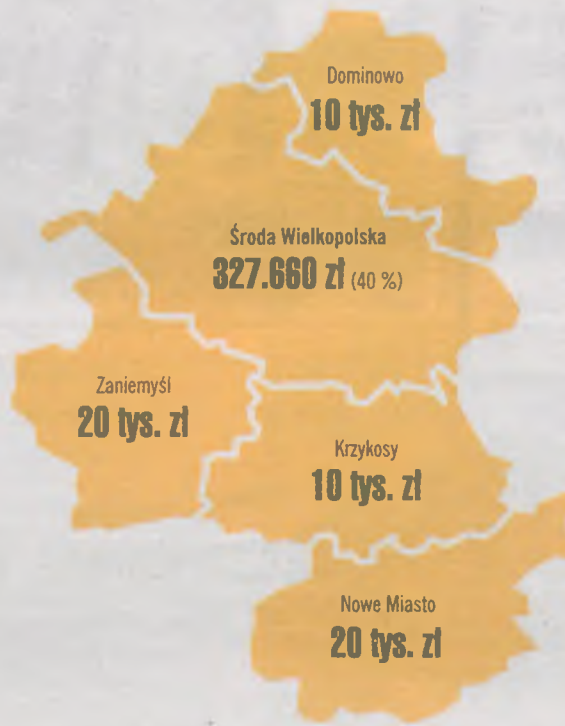 Dominowo
10 tys. zł
Środa Wielkopolska
327.660 zł (40 %)
Zaniemyśl
20 tys. zł
Krzykosy
10 tys. zł
Nowe Miasto
20 tys. zł